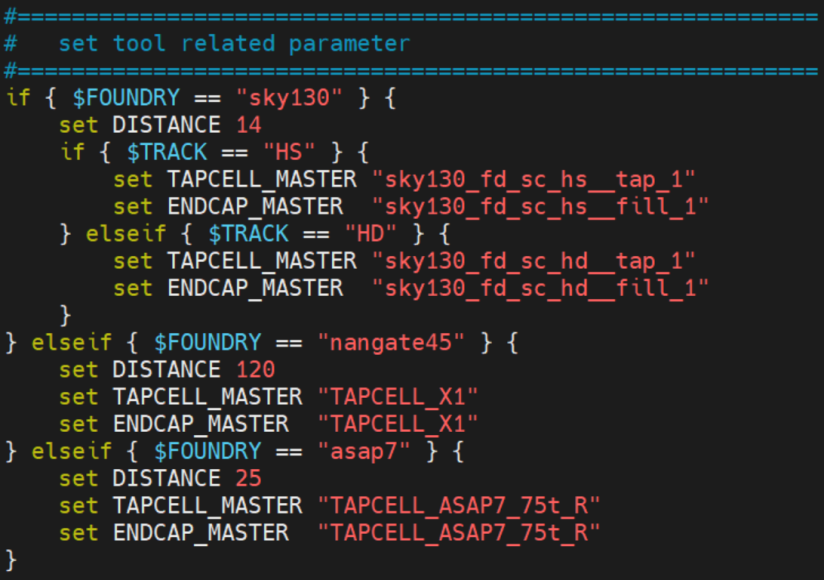 #===========================================================
#   set tool related parameter
#===========================================================
if { $FOUNDRY == "sky130" } {
    set DISTANCE 14
    if { $TRACK == "HS" } {
        set TAPCELL_MASTER "sky130_fd_sc_hs__tap_1"
        set ENDCAP_MASTER  "sky130_fd_sc_hs__fill_1"
    } elseif { $TRACK == "HD" } {
        set TAPCELL_MASTER "sky130_fd_sc_hd__tap_1"
        set ENDCAP_MASTER  "sky130_fd_sc_hd__fill_1"
    }
} elseif { $FOUNDRY == "nangate45" } {
    set DISTANCE 120
    set TAPCELL_MASTER "TAPCELL_X1"
    set ENDCAP_MASTER  "TAPCELL_X1"
} elseif { $FOUNDRY == "asap7" } {
    set DISTANCE 25
    set TAPCELL_MASTER "TAPCELL_ASAP7_75t_R"
    set ENDCAP_MASTER  "TAPCELL_ASAP7_75t_R"
}